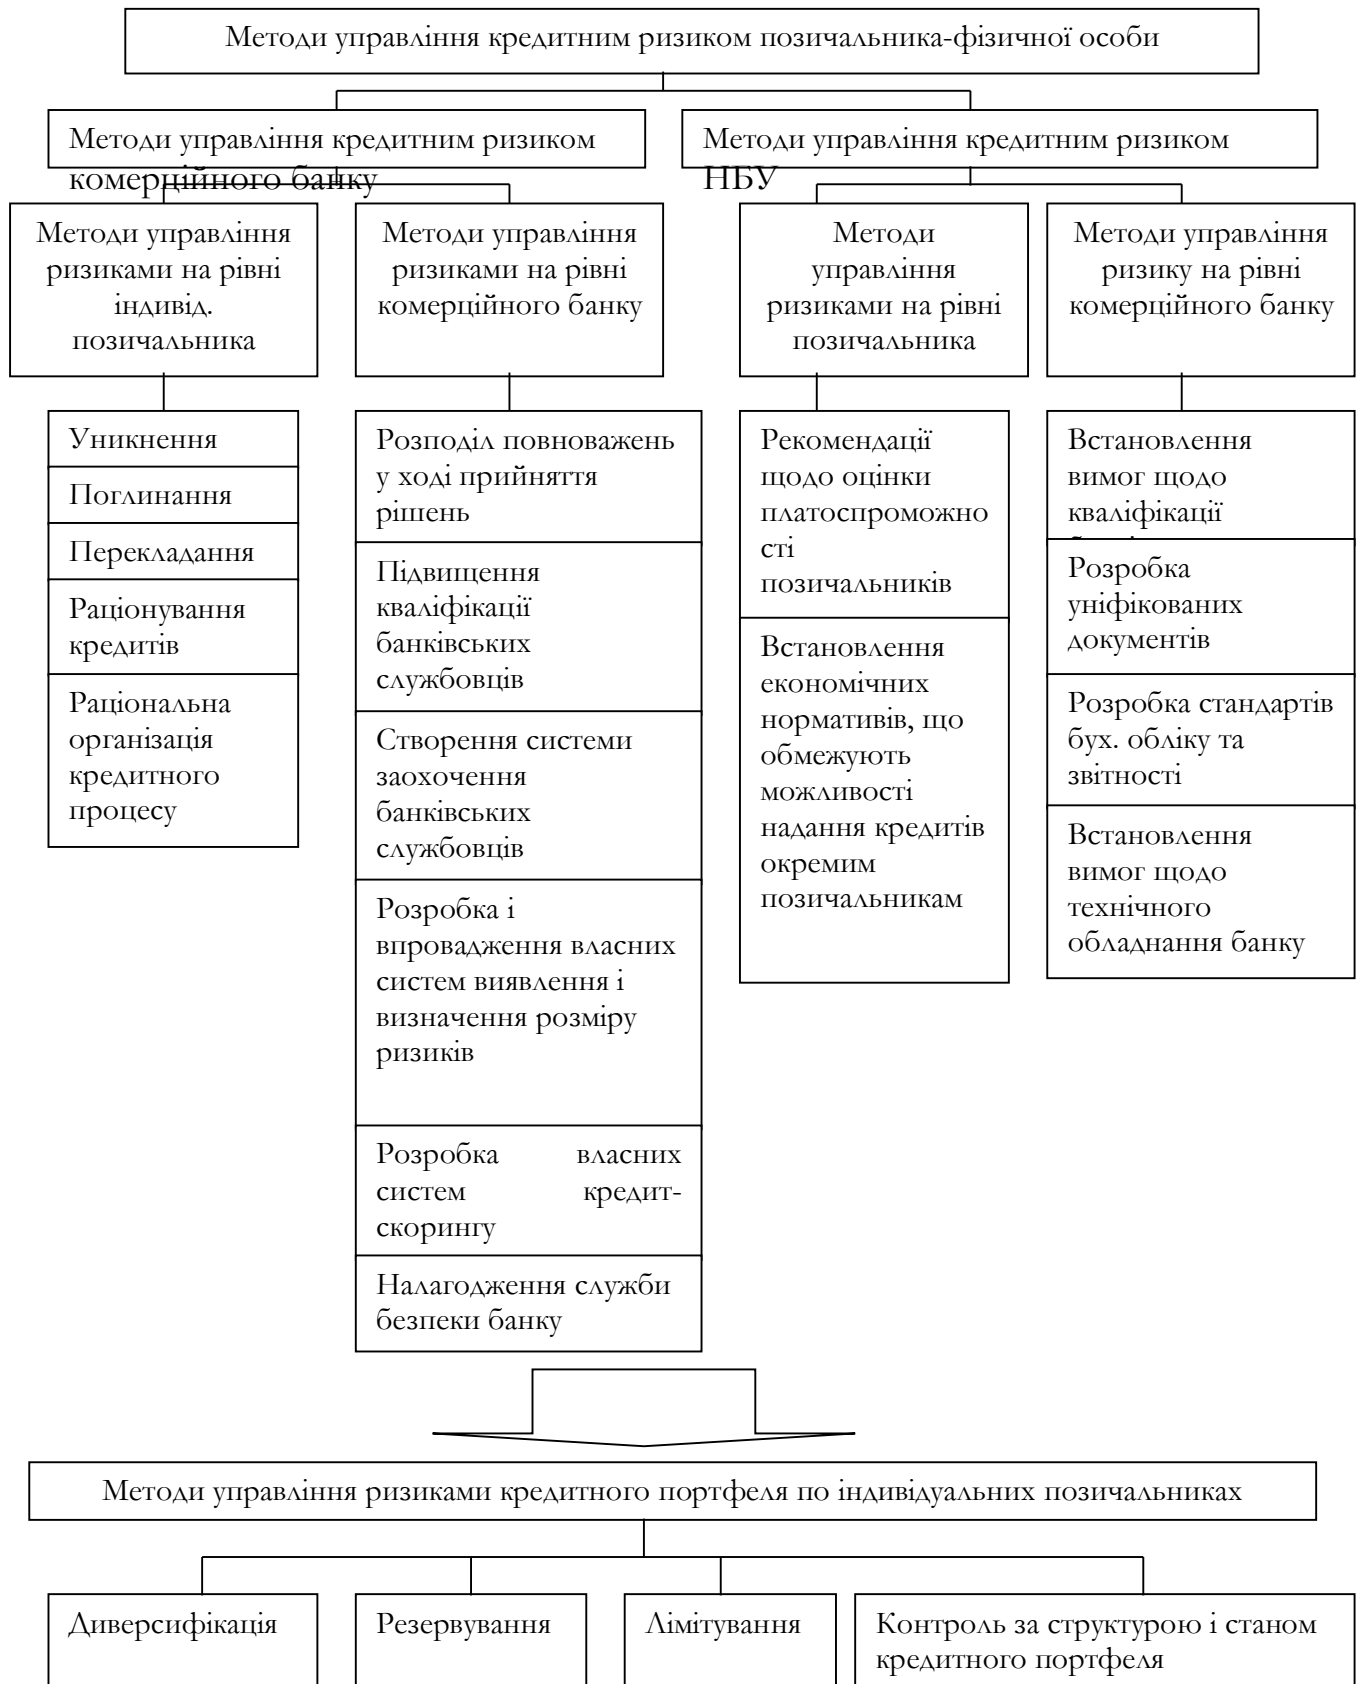 Методи управління кредитним ризиком позичальника-фізичної особи
Методи управління кредитним ризиком
комерційного банку
Методи управління кредитним ризиком
НБУ
Методи управління
ризиками на рівні
індивід.
позичальника
Методи управління
ризиками на рівні
комерційного банку
Методи
управління
ризиками на рівні
позичальника
Методи управління
ризику на рівні
комерційного банку
Уникнення
Поглинання
Перекладання
Раціонування
кредитів
Раціональна
організація
кредитного
процесу
Розподіл повноважень
у ході прийняття
рішень
Підвищення
кваліфікації
банківських
службовців
Створення системи
заохочення
банківських
службовців
Розробка і
впровадження власних
систем виявлення і
визначення розміру
ризиків
Розробка власних
систем кредит-
скорингу
Налагодження служби
безпеки банку
Рекомендації
щодо оцінки
платоспроможно
сті
позичальників
Встановлення
економічних
нормативів, що
обмежують
можливості
надання кредитів
окремим
позичальникам
Встановлення
вимог щодо
кваліфікації
Розробка
уніфікованих
документів
Розробка стандартів
бух. обліку та
звітності
Встановлення
вимог щодо
технічного
обладнання банку
Методи управління ризиками кредитного портфеля по індивідуальних позичальниках
Диверсифікація
Резервування
Лімітування
Контроль за структурою і станом
кредитного портфеля